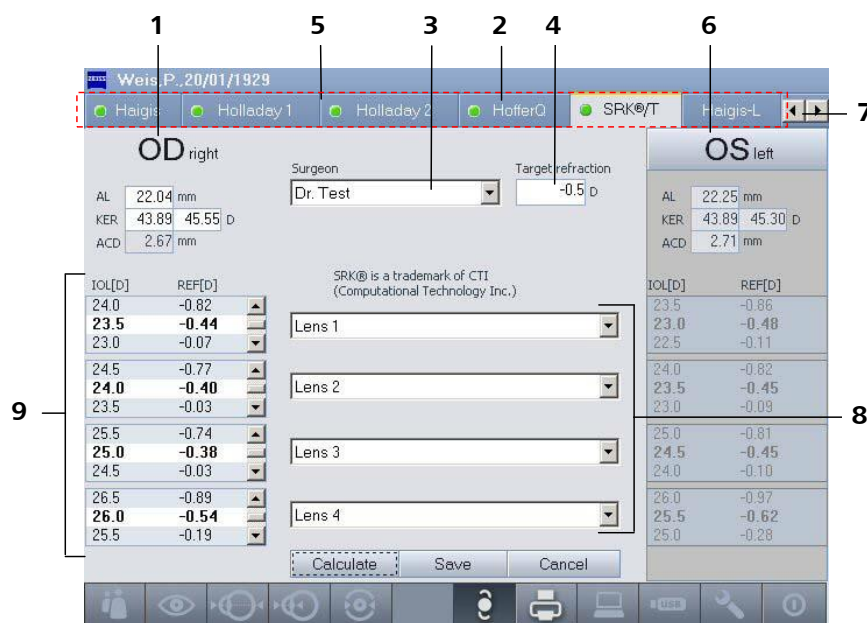 1 5 3 2 4 6
ZEISS Weis,P.,20/01/1929
Haigis Holladay 1 Holladay 2 HofferQ SRK®/T Haigis-L
7
OD right
OS left
Surgeon Target refraction
Dr. Test -0.5 D
AL 22.04 mm
KER 43.89 45.55 D
ACD 2.67 mm
AL 22.25 mm
KER 43.89 45.30 D
ACD 2.71 mm
SRK® is a trademark of CTI
(Computational Technology Inc.)
IOL[D] REF[D]
24.0 -0.82
23.5 -0.44
23.0 -0.07
24.5 -0.77
24.0 -0.40
23.5 -0.03
25.5 -0.74
25.0 -0.38
24.5 -0.03
26.5 -0.89
26.0 -0.54
25.5 -0.19
9
Lens 1
Lens 2
Lens 3
Lens 4
8
IOL[D] REF[D]
23.5 -0.86
23.0 -0.48
22.5 -0.11
24.0 -0.82
23.5 -0.45
23.0 -0.09
25.0 -0.81
24.5 -0.45
24.0 -0.10
26.0 -0.97
25.5 -0.62
25.0 -0.28
Calculate Save Cancel
USB